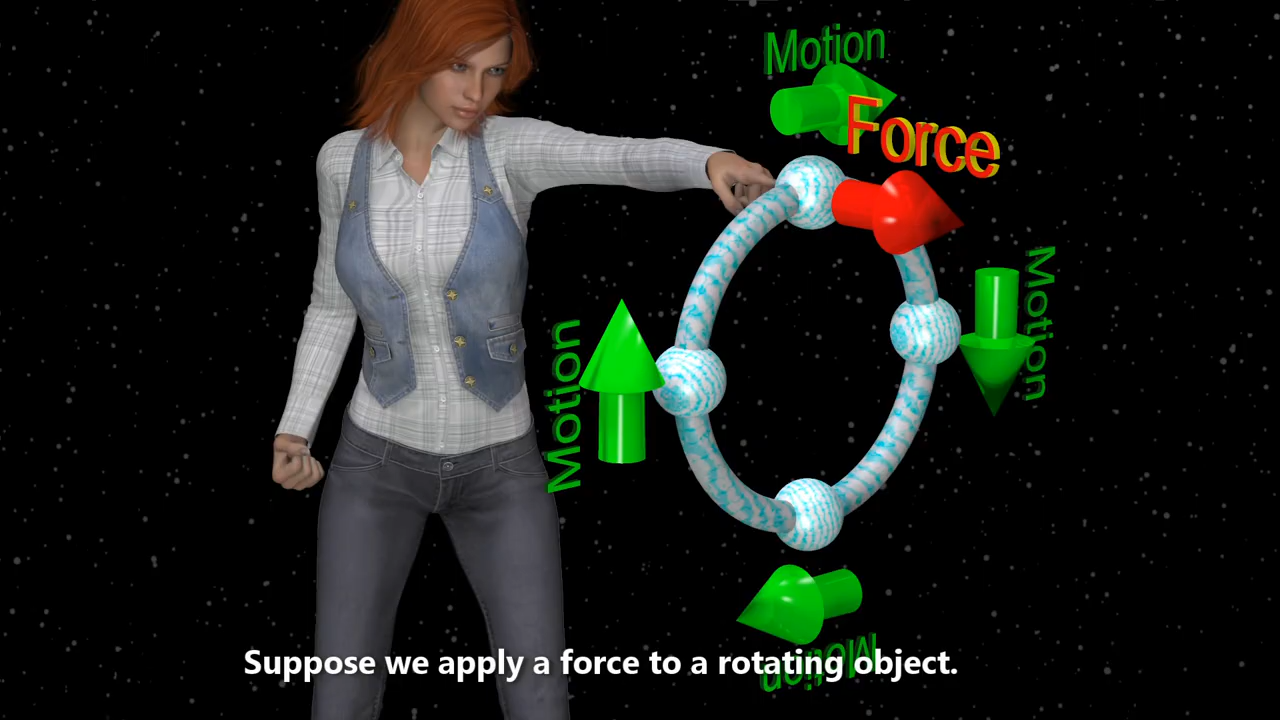 Motion
Force
Motion
Motion
Motion
Suppose we apply a force to a rotating object.